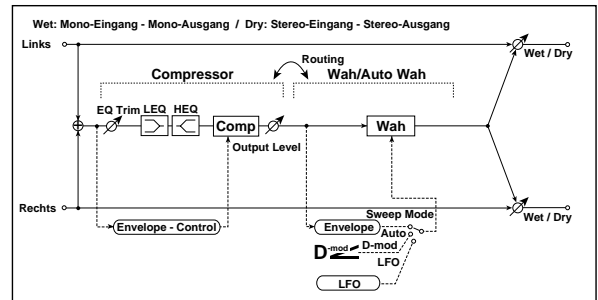 Wet: Mono-Eingang - Mono-Ausgang / Dry: Stereo-Eingang - Stereo-Ausgang
Links
Wet / Dry
Routing
Compressor
Wah/Auto Wah
EQ Trim
LEQ
HEQ
Comp
Output Level
Wah
Rechts
Wet / Dry
Envelope - Control
Envelope
Sweep Mode
Auto
D-mod
D-mod
LFO
LFO